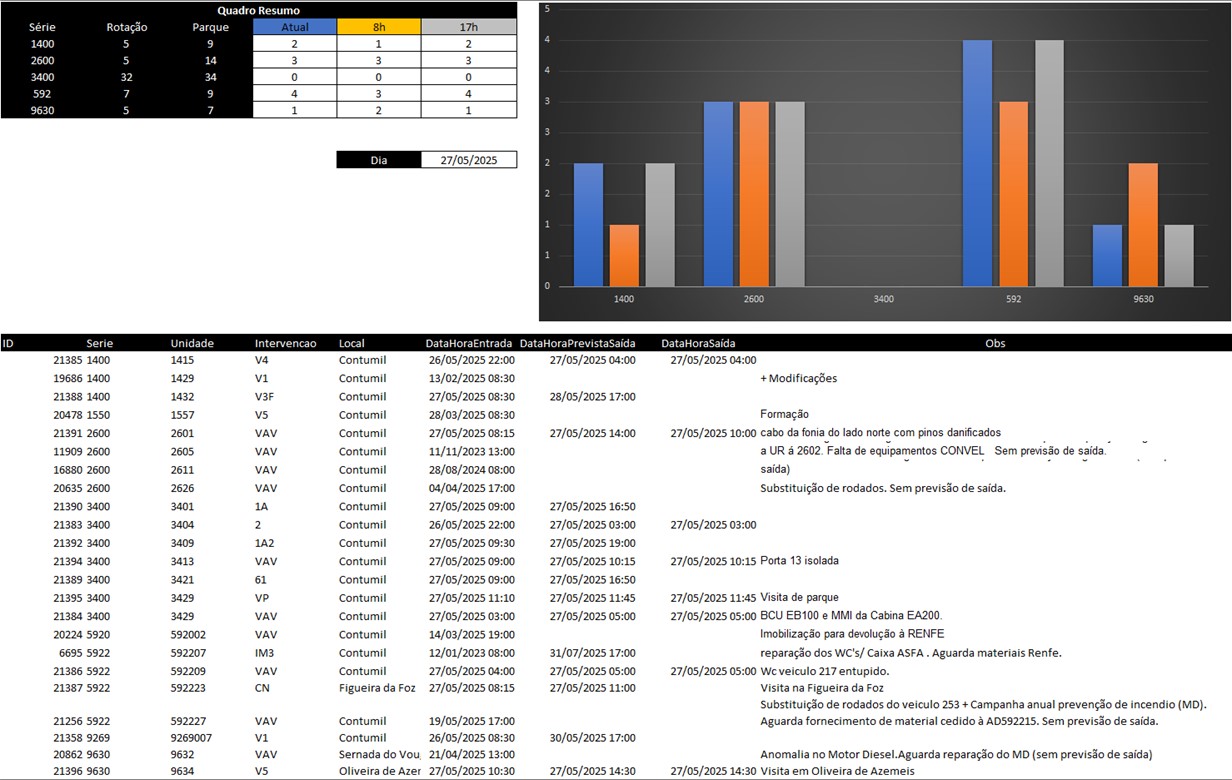 Quadro Resumo
Série Rotação Parque Atual 8h 17h
1400 5 9 2 1 2
2600 5 14 3 3 3
3400 32 34 0 0 0
592 7 9 4 3 4
9630 5 7 1 2 1
Dia 27/05/2025
5
4
4
3
3
2
2
1
1
0
1400 2600 3400 592 9630
ID Serie Unidade Intervencao Local DataHoraEntrada DataHoraPrevistaSaída DataHoraSaída Obs
21385 1400 1415 V4 Contumil 26/05/2025 22:00 27/05/2025 04:00 27/05/2025 04:00
19686 1400 1429 V1 Contumil 13/02/2025 08:30 + Modificações
21388 1400 1432 V3F Contumil 27/05/2025 08:30 28/05/2025 17:00
20478 1550 1557 V5 Contumil 28/03/2025 08:30 Formação
21391 2600 2601 VAV Contumil 27/05/2025 08:15 27/05/2025 14:00 27/05/2025 10:00 cabo da fonia do lado norte com pinos danificados
11909 2600 2605 VAV Contumil 11/11/2023 13:00 a UR á 2602. Falta de equipamentos CONVEL Sem previsão de saída.
16880 2600 2611 VAV Contumil 28/08/2024 08:00 saída)
20635 2600 2626 VAV Contumil 04/04/2025 17:00 Substituição de rodados. Sem previsão de saída.
21390 3400 3401 1A Contumil 27/05/2025 09:00 27/05/2025 16:50
21383 3400 3404 2 Contumil 26/05/2025 22:00 27/05/2025 03:00 27/05/2025 03:00
21392 3400 3409 1A2 Contumil 27/05/2025 09:30 27/05/2025 19:00
21394 3400 3413 VAV Contumil 27/05/2025 09:00 27/05/2025 10:15 27/05/2025 10:15 Porta 13 isolada
21389 3400 3421 61 Contumil 27/05/2025 09:00 27/05/2025 16:50
21395 3400 3429 VP Contumil 27/05/2025 11:10 27/05/2025 11:45 27/05/2025 11:45 Visita de parque
21384 3400 3429 VAV Contumil 27/05/2025 03:00 27/05/2025 05:00 27/05/2025 05:00 BCU EB100 e MMI da Cabina EA200.
20224 5920 592002 VAV Contumil 14/03/2025 19:00 Imobilização para devolução à RENFE
6695 5922 592207 IM3 Contumil 12/01/2023 08:00 31/07/2025 17:00 reparação dos WC's/ Caixa ASFA . Aguarda materiais Renfe.
21386 5922 592209 VAV Contumil 27/05/2025 04:00 27/05/2025 05:00 27/05/2025 05:00 Wc veiculo 217 entupido.
21387 5922 592223 CN Figueira da Foz 27/05/2025 08:15 27/05/2025 11:00 Visita na Figueira da Foz
Substituição de rodados do veiculo 253 + Campanha anual prevenção de incendio (MD).
21256 5922 592227 VAV Contumil 19/05/2025 17:00 Aguarda fornecimento de material cedido à AD592215. Sem previsão de saída.
21358 9269 9269007 V1 Contumil 26/05/2025 08:30 30/05/2025 17:00
20862 9630 9632 VAV Sernada do Vou 21/04/2025 13:00 Anomalia no Motor Diesel.Aguarda reparação do MD (sem previsão de saída)
21396 9630 9634 V5 Oliveira de Azer 27/05/2025 10:30 27/05/2025 14:30 27/05/2025 14:30 Visita em Oliveira de Azemeis